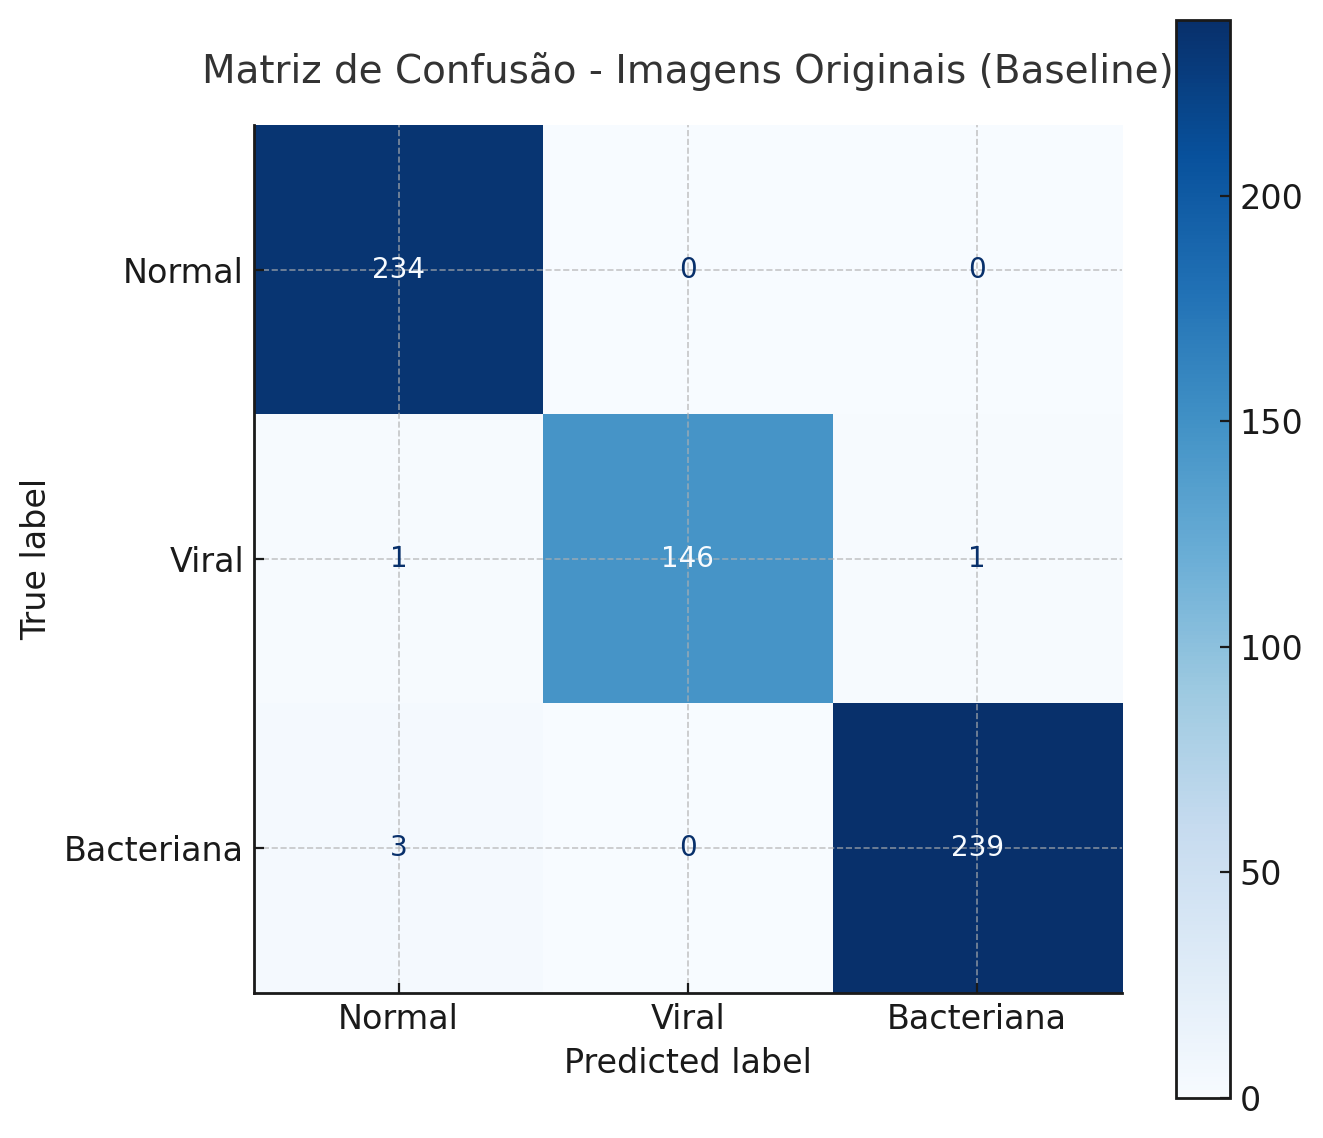 Matriz de Confusão - Imagens Originais (Baseline)
True label
Normal
234 0 0
Viral
1 146 1
Bacteriana
3 0 239
Normal Viral Bacteriana
Predicted label
200
150
100
50
0